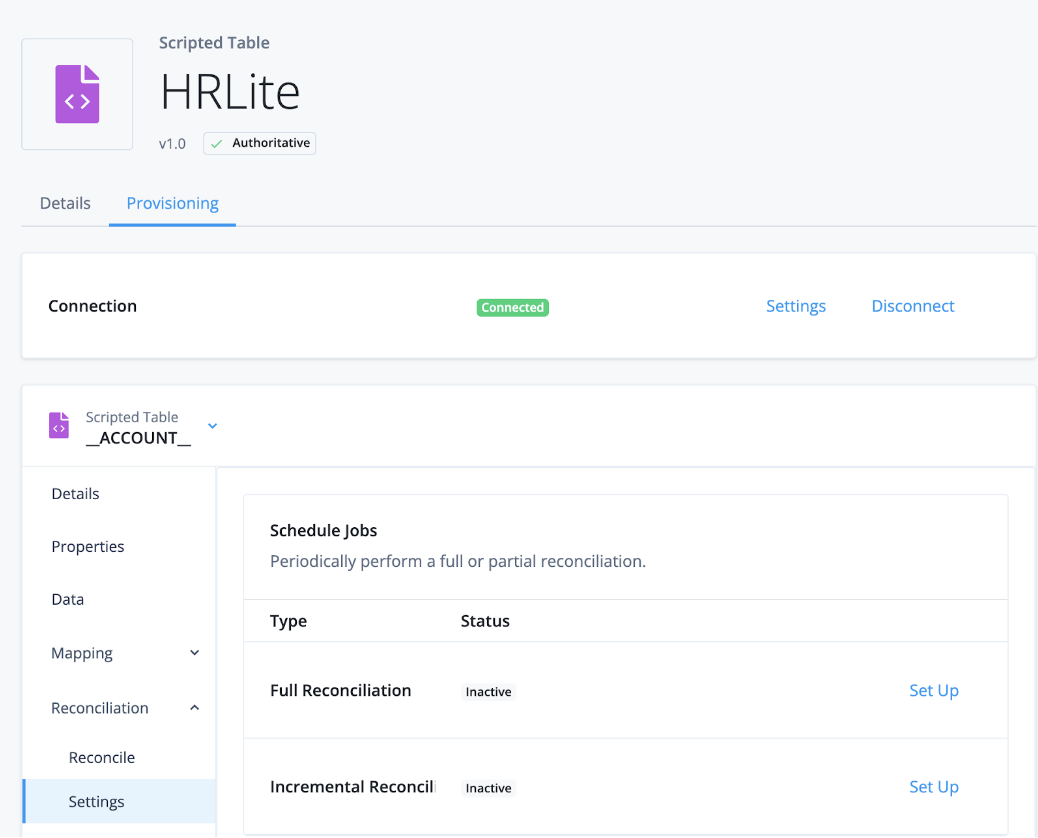 Scripted Table
HRLite
v1.0 Authoritative
Details Provisioning
Connection Connected Settings Disconnect
Scripted Table
__ACCOUNT__
Details
Properties
Data
Mapping
Reconciliation
Reconcile
Settings
Schedule Jobs
Periodically perform a full or partial reconciliation.
Type Status
Full Reconciliation Inactive Set Up
Incremental Reconcili Inactive Set Up